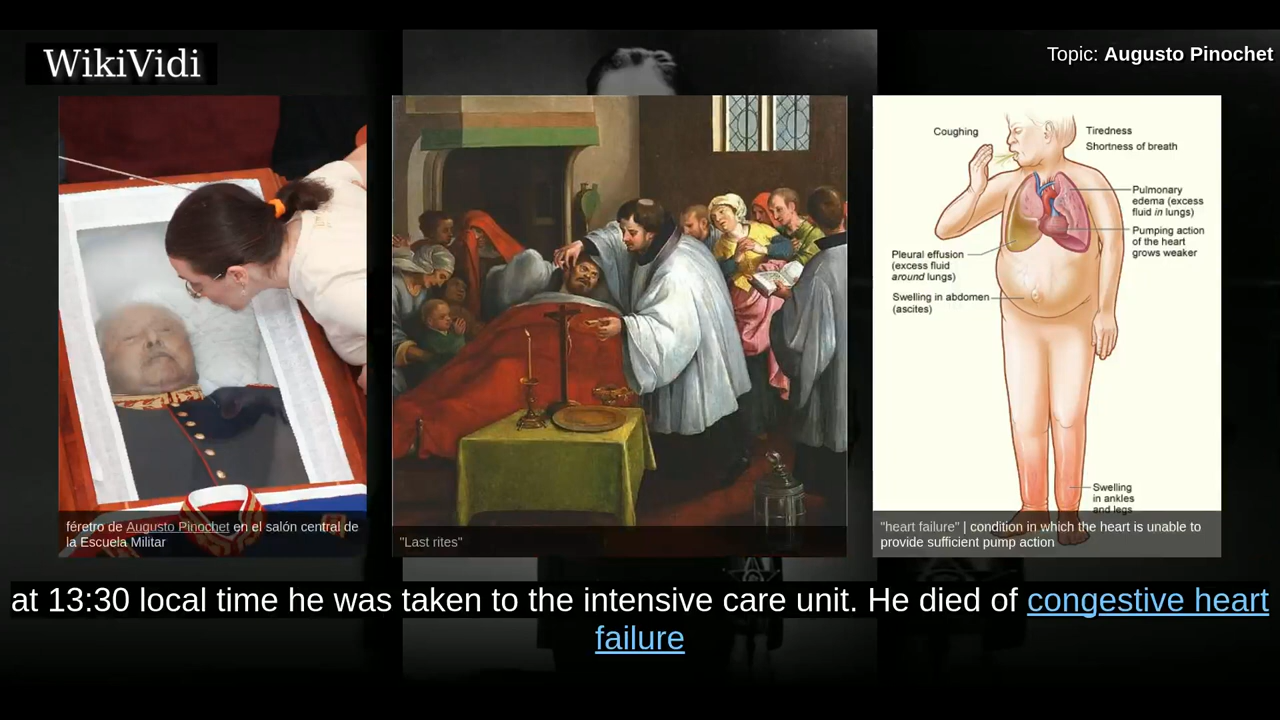 WikiVidi
Topic: Augusto Pinochet
Coughing
Tiredness
Shortness of breath
Pulmonary
edema (excess
fluid in lungs)
Pumping action
of the heart
grows weaker
Pleural effusion
(excess fluid
around lungs)
Swelling in abdomen
(ascites)
Swelling
in ankles
and legs
féretro de Augusto Pinochet en el salón central de
la Escuela Militar
"Last rites"
"heart failure" | condition in which the heart is unable to
provide sufficient pump action
at 13:30 local time he was taken to the intensive care unit. He died of congestive heart
failure